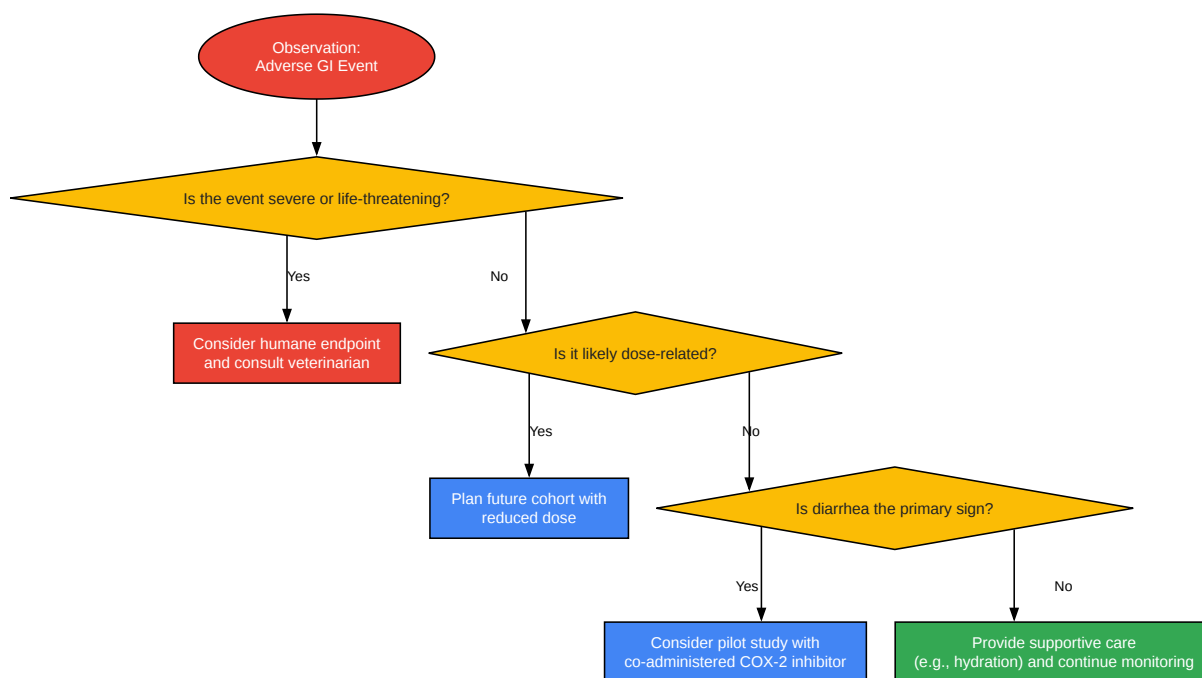 Observation:
Adverse GI Event
Is the event severe or life-threatening?
Yes
No
Consider humane endpoint
and consult veterinarian
Is it likely dose-related?
Yes
No
Plan future cohort with
reduced dose
Is diarrhea the primary sign?
Yes
No
Consider pilot study with
co-administered COX-2 inhibitor
Provide supportive care
(e.g., hydration) and continue monitoring